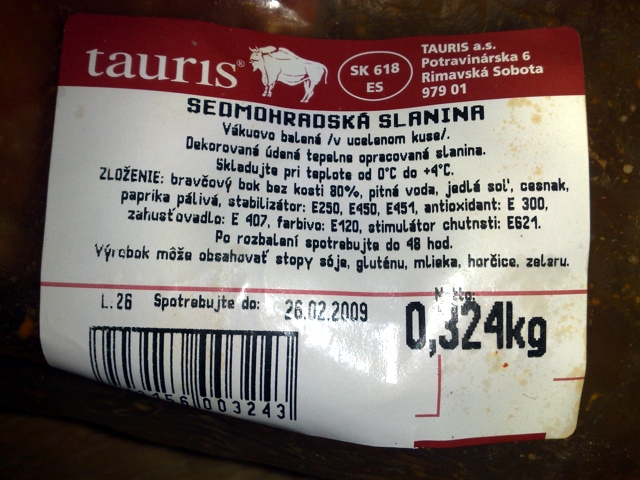 tauris®
SK 618
ES
TAURIS a.s.
Potravinárska 6
Rimavská Sobota
979 01
SEDMOHRADSKÁ SLANINA
Vákuovo balená /v ucelenom kuse/.
Dekorovaná údená tepelne opracovaná slanina.
Skladujte pri teplote od 0°C do +4°C.
ZLOŽENIE: bravčový bok bez kosti 80%, pitná voda, jedlá soľ, cesnak,
paprika pálivá, stabilizátor: E250, E450, E451, antioxidant: E 300,
zahusťovadlo: E 407, farbivo: E120, stimulátor chutnsti: E621.
Po rozbalení spotrebujte do 48 hod.
Výrobok môže obsahovať stopy sóje, gluténu, mlieka, horčice, zeleru.
L.26 Spotrebujte do: 26.02.2009
0,324kg
003243